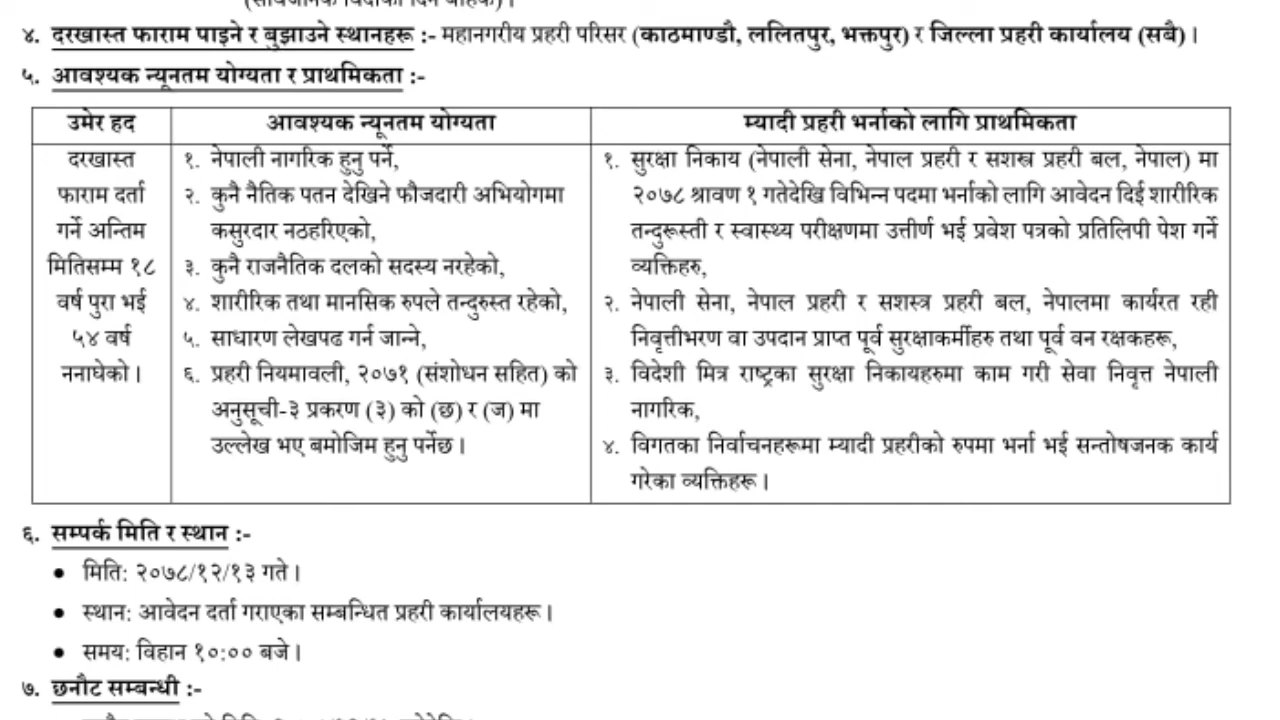 (सार्वजनिक विदाका दिन बाहेक)।
४. दरखास्त फाराम पाइने र बुझाउने स्थानहरू :- महानगरीय प्रहरी परिसर (काठमाण्डौ, ललितपुर, भक्तपुर) र जिल्ला प्रहरी कार्यालय (सबै)।
५. आवश्यक न्यूनतम योग्यता र प्राथमिकता :-
उमेर हद
दरखास्त
फाराम दर्ता
गर्ने अन्तिम
मितिसम्म १८
वर्ष पुरा भई
५४ वर्ष
ननाघेको।
आवश्यक न्यूनतम योग्यता
१. नेपाली नागरिक हुनु पर्ने,
२. कुनै नैतिक पतन देखिने फौजदारी अभियोगमा
कसुरदार नठहरिएको,
३. कुनै राजनैतिक दलको सदस्य नरहेको,
४. शारीरिक तथा मानसिक रुपले तन्दुरुस्त रहेको,
५. साधारण लेखपढ गर्न जान्ने,
६. प्रहरी नियमावली, २०७१ (संशोधन सहित) को
अनुसूची-३ प्रकरण (३) को (छ) र (ज) मा
उल्लेख भए बमोजिम हुनु पर्नेछ।
म्यादी प्रहरी भर्नाको लागि प्राथमिकता
१. सुरक्षा निकाय (नेपाली सेना, नेपाल प्रहरी र सशस्त्र प्रहरी बल, नेपाल) मा
२०७८ श्रावण १ गतेदेखि विभिन्न पदमा भर्नाको लागि आवेदन दिई शारीरिक
तन्दुरूस्ती र स्वास्थ्य परीक्षणमा उत्तीर्ण भई प्रवेश पत्रको प्रतिलिपी पेश गर्ने
व्यक्तिहरु,
२. नेपाली सेना, नेपाल प्रहरी र सशस्त्र प्रहरी बल, नेपालमा कार्यरत रही
निवृत्तीभरण वा उपदान प्राप्त पूर्व सुरक्षाकर्मीहरु तथा पूर्व वन रक्षकहरू,
३. विदेशी मित्र राष्ट्रका सुरक्षा निकायहरुमा काम गरी सेवा निवृत्त नेपाली
नागरिक,
४. विगतका निर्वाचनहरूमा म्यादी प्रहरीको रुपमा भर्ना भई सन्तोषजनक कार्य
गरेका व्यक्तिहरू।
६. सम्पर्क मिति र स्थान :-
● मिति: २०७८/१२/१३ गते।
● स्थान: आवेदन दर्ता गराएका सम्बन्धित प्रहरी कार्यालयहरू।
● समय: विहान १०:०० बजे।
७. छनौट सम्बन्धी :-